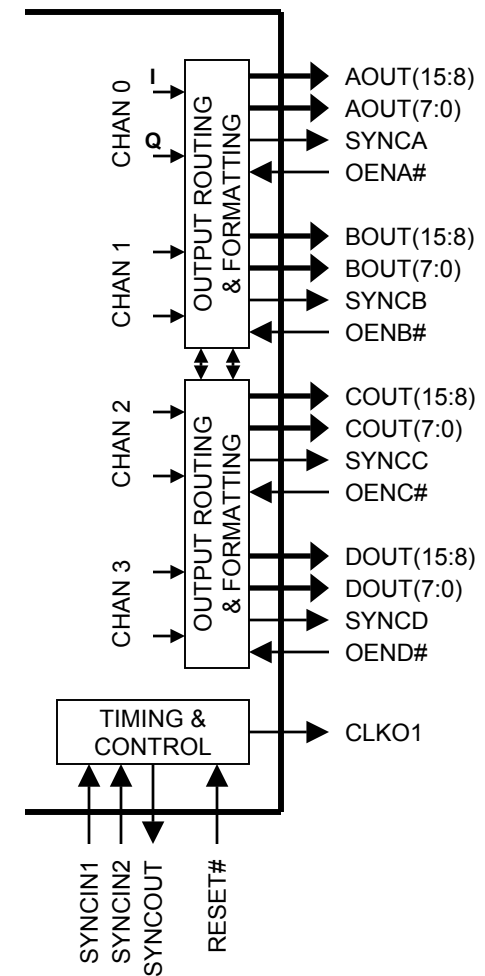 I
CHAN 0
Q
OUTPUT ROUTING
& FORMATTING
AOUT(15:8)
AOUT(7:0)
SYNCA
OENA#
CHAN 1
BOUT(15:8)
BOUT(7:0)
SYNCB
OENB#
CHAN 2
OUTPUT ROUTING
& FORMATTING
COUT(15:8)
COUT(7:0)
SYNCC
OENC#
CHAN 3
DOUT(15:8)
DOUT(7:0)
SYNCD
OEND#
TIMING &
CONTROL
CLKO1
SYNCIN1
SYNCIN2
SYNCOUT
RESET#